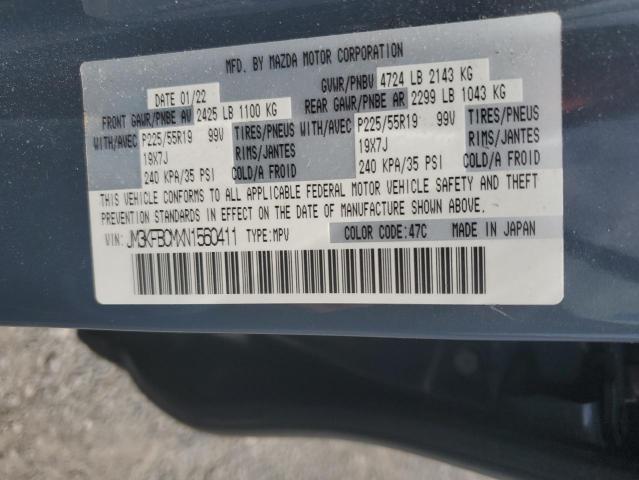 MFD. BY MAZDA MOTOR CORPORATION
DATE 01/22 GVWR/PNBV 4724 LB 2143 KG
FRONT GAWR/PNBE AV 2425 LB 1100 KG REAR GAWR/PNBE AR 2299 LB 1043 KG
WITH/AVEC P225/55R19 99V TIRES/PNEUS WITH/AVEC P225/55R19 99V TIRES/PNEUS
19X7J RIMS/JANTES 19X7J RIMS/JANTES
240 KPA/35 PSI COLD/A FROID 240 KPA/35 PSI COLD/A FROID
THIS VEHICLE CONFORMS TO ALL APPLICABLE FEDERAL MOTOR VEHICLE SAFETY AND THEFT
PREVENTION STANDARDS IN EFFECT ON THE DATE OF MANUFACTURE SHOWN ABOVE.
VIN: JM3KFBCMXN1560411 TYPE:MPV COLOR CODE:47C MADE IN JAPAN